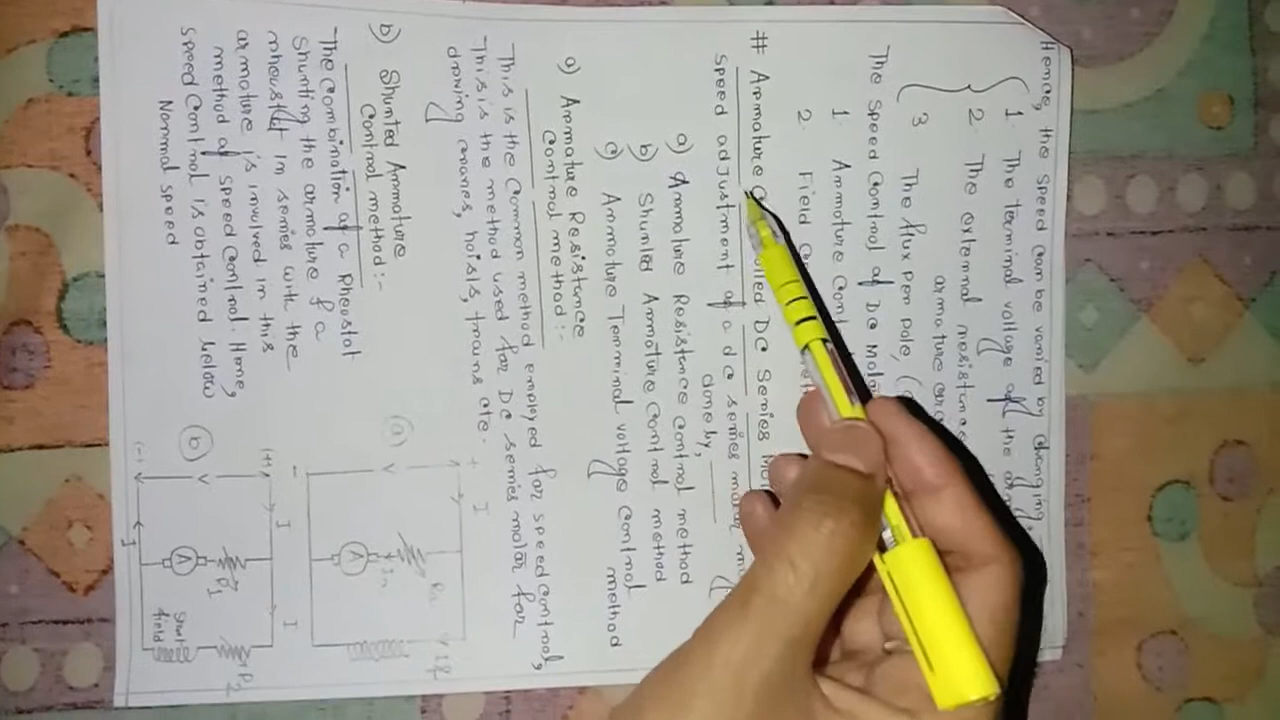 Hence, the speed can be varied by changing,
1. The terminal voltage of the
2. The external resistance
armature
3 The flux per pole,
The speed control of DC Motor
1 Armature
2. Field
# Armature DC Series
speed adjustment of a dc series motor
done by,
a) Armature Resistance control method
b) Shunted Armature control method
c) Armature Terminal voltage control method
a) Armature Resistance
control method :-
This is the common method employed for speed control,
This is the method used for DC series motor for
driving cranes, hoists, trains etc.
b) Shunted Armature
control method :-
The combination of a Rheostat
shunting the armature & a
rheostat in series with the
armature is involved in this
method of speed control. Home,
speed control is obtained below
Normal speed
+ I
-
A
(a)
(+) I I
(-)
A
Shunt
field
(b)